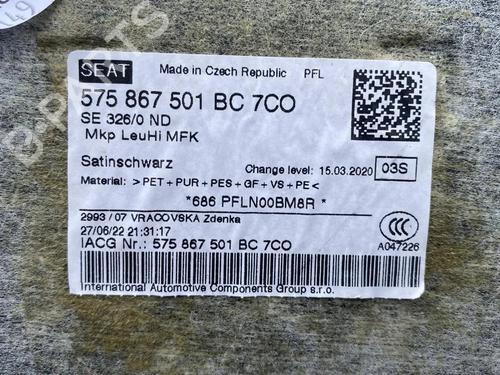 49
B-PARTS
SEAT Made in Czech Republic PFL
575 867 501 BC 7CO
SE 326/0 ND
Mkp LeuHi MFK
Satinschwarz
Change level: 15.03.2020 03S
Material: >PET+PUR+PES+GF+VS+PE<
*686 PFLN00BM8R *
2993 / 07 VRACOVSKA Zdenka
27/06/22 21:31:17
IACG Nr.: 575 867 501 BC 7CO
CCC
A047226
International Automotive Components Group s.r.o.